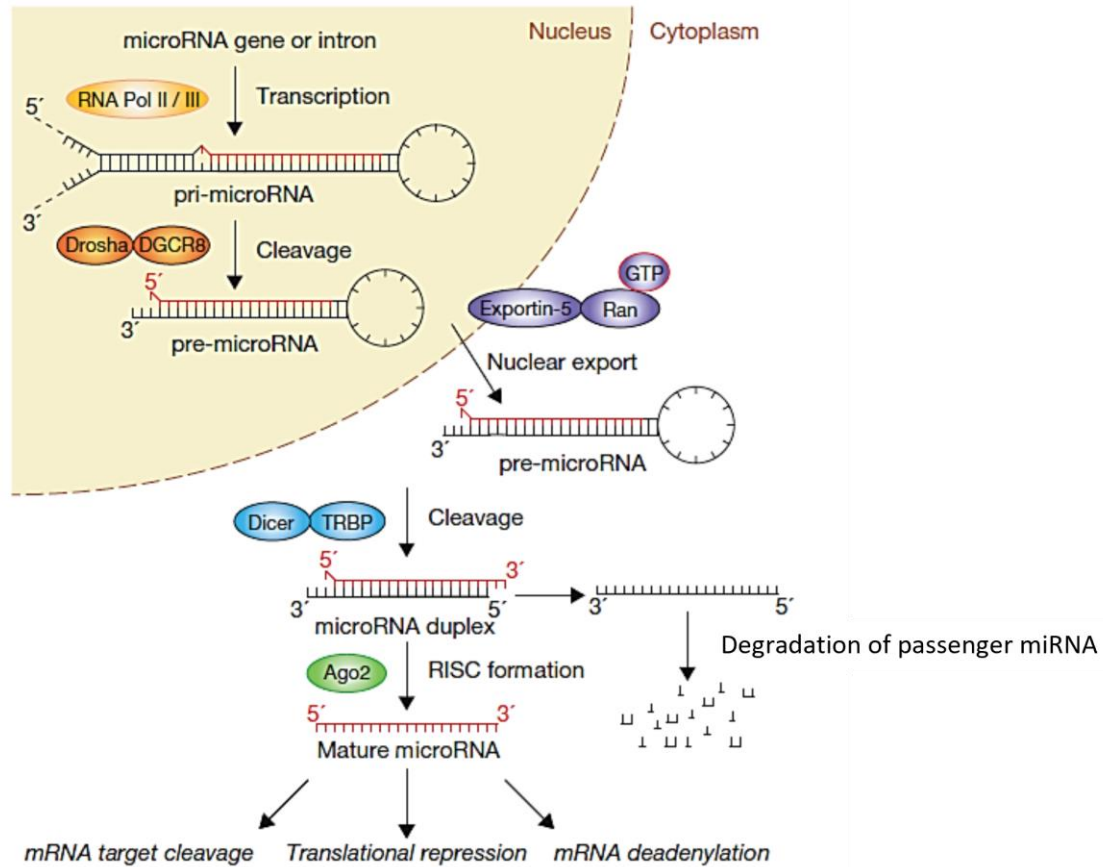 Nucleus
Cytoplasm
microRNA gene or intron
RNA Pol II / III
Transcription
5´
3´
pri-microRNA
Drosha
DGCR8
Cleavage
5´
3´
pre-microRNA
GTP
Exportin-5
Ran
Nuclear export
5´
3´
pre-microRNA
Dicer
TRBP
Cleavage
5´
3´
3´
5´
microRNA duplex
3´
5´
Degradation of passenger miRNA
Ago2
RISC formation
5´
3´
Mature microRNA
mRNA target cleavage
Translational repression
mRNA deadenylation